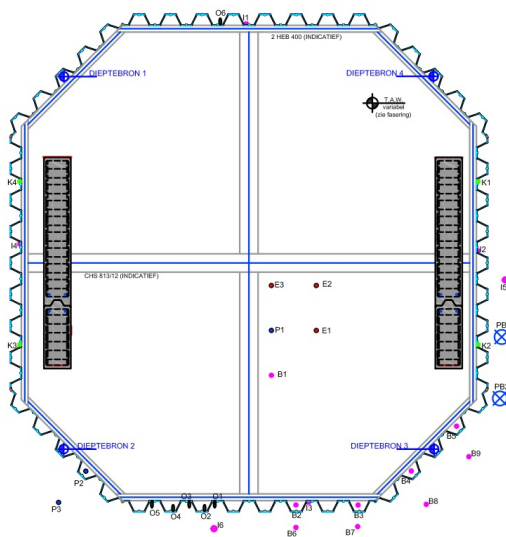 O6
I1
2 HEB 400 (INDICATIEF)
DIEPTEBRON 1
DIEPTEBRON 4
T.A.W.
variabel
(zie fasering)
K4
K1
I4
I2
CHS 813/12 (INDICATIEF)
E3
E2
I5
P1
E1
PB
K3
K2
B1
PB2
B5
DIEPTEBRON 2
DIEPTEBRON 3
B9
P2
B4
P3
O5
O4
O3
O2
O1
I6
B2
I3
B3
B8
B6
B7